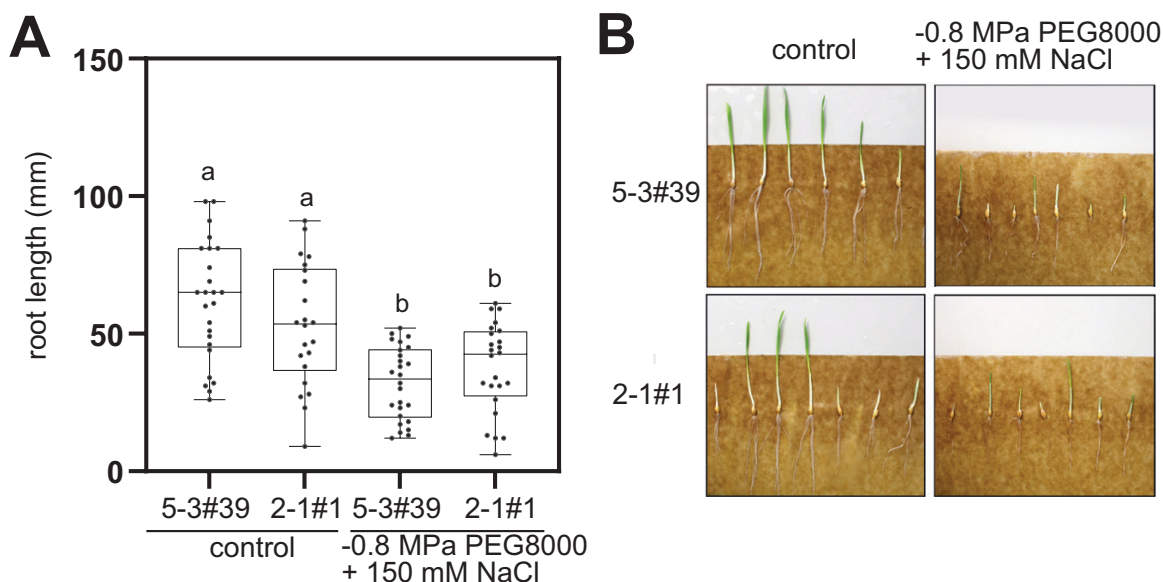 A
root length (mm)
150
100
50
0
a
a
b
b
5-3#39 2-1#1 5-3#39 2-1#1
control
-0.8 MPa PEG8000
+ 150 mM NaCl
B
control
-0.8 MPa PEG8000
+ 150 mM NaCl
5-3#39
2-1#1